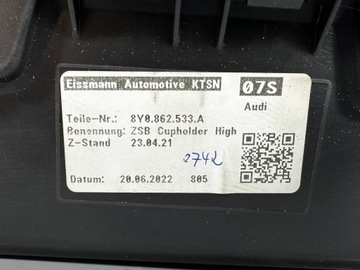 Eissmann Automotive KTSN 07S
Audi
Teile-Nr.: 8Y0.862.533.A
Benennung: ZSB Cupholder High
Z-Stand 23.04.21
2742
Datum: 20.06.2022 805